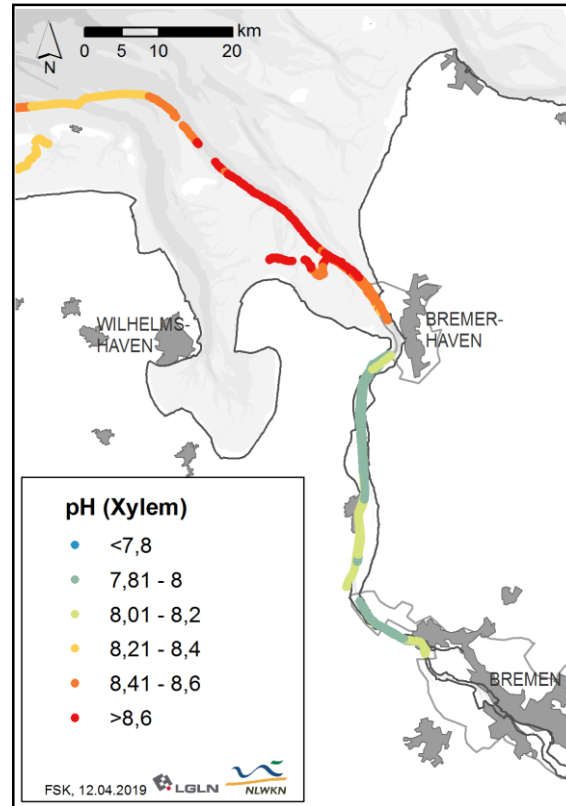 km
N
0 5 10 20
WILHELMS-
HAVEN
BREMER-
HAVEN
BREMEN
pH (Xylem)
<7,8
7,81 - 8
8,01 - 8,2
8,21 - 8,4
8,41 - 8,6
>8,6
FSK, 12.04.2019 LGLN NLWKN